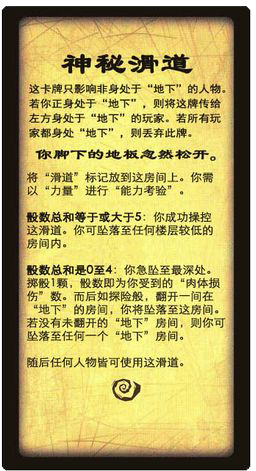 神秘滑道
这卡牌只影响非身处于“地下”的人物。
若你正身处于“地下”，则将这牌传给
左方身处于“地下”的玩家。若所有玩
家都身处“地下”，则丢弃此牌。
你脚下的地板忽然松开。
将“滑道”标记放到这房间上。你需
以“力量”进行“能力考验”。
骰数总和等于或大于5：你成功操控
这滑道。你可坠落至任何楼层较低的
房间内。
骰数总和是0至4：你急坠至最深处。
掷骰1颗，骰数即为你受到的“肉体损
伤”数。而后如探险般，翻开一间在
“地下”的房间，你将坠落至这房间。
若没有未翻开的“地下”房间，则你可
坠落至任何一个“地下”房间。
随后任何人物皆可使用这滑道。